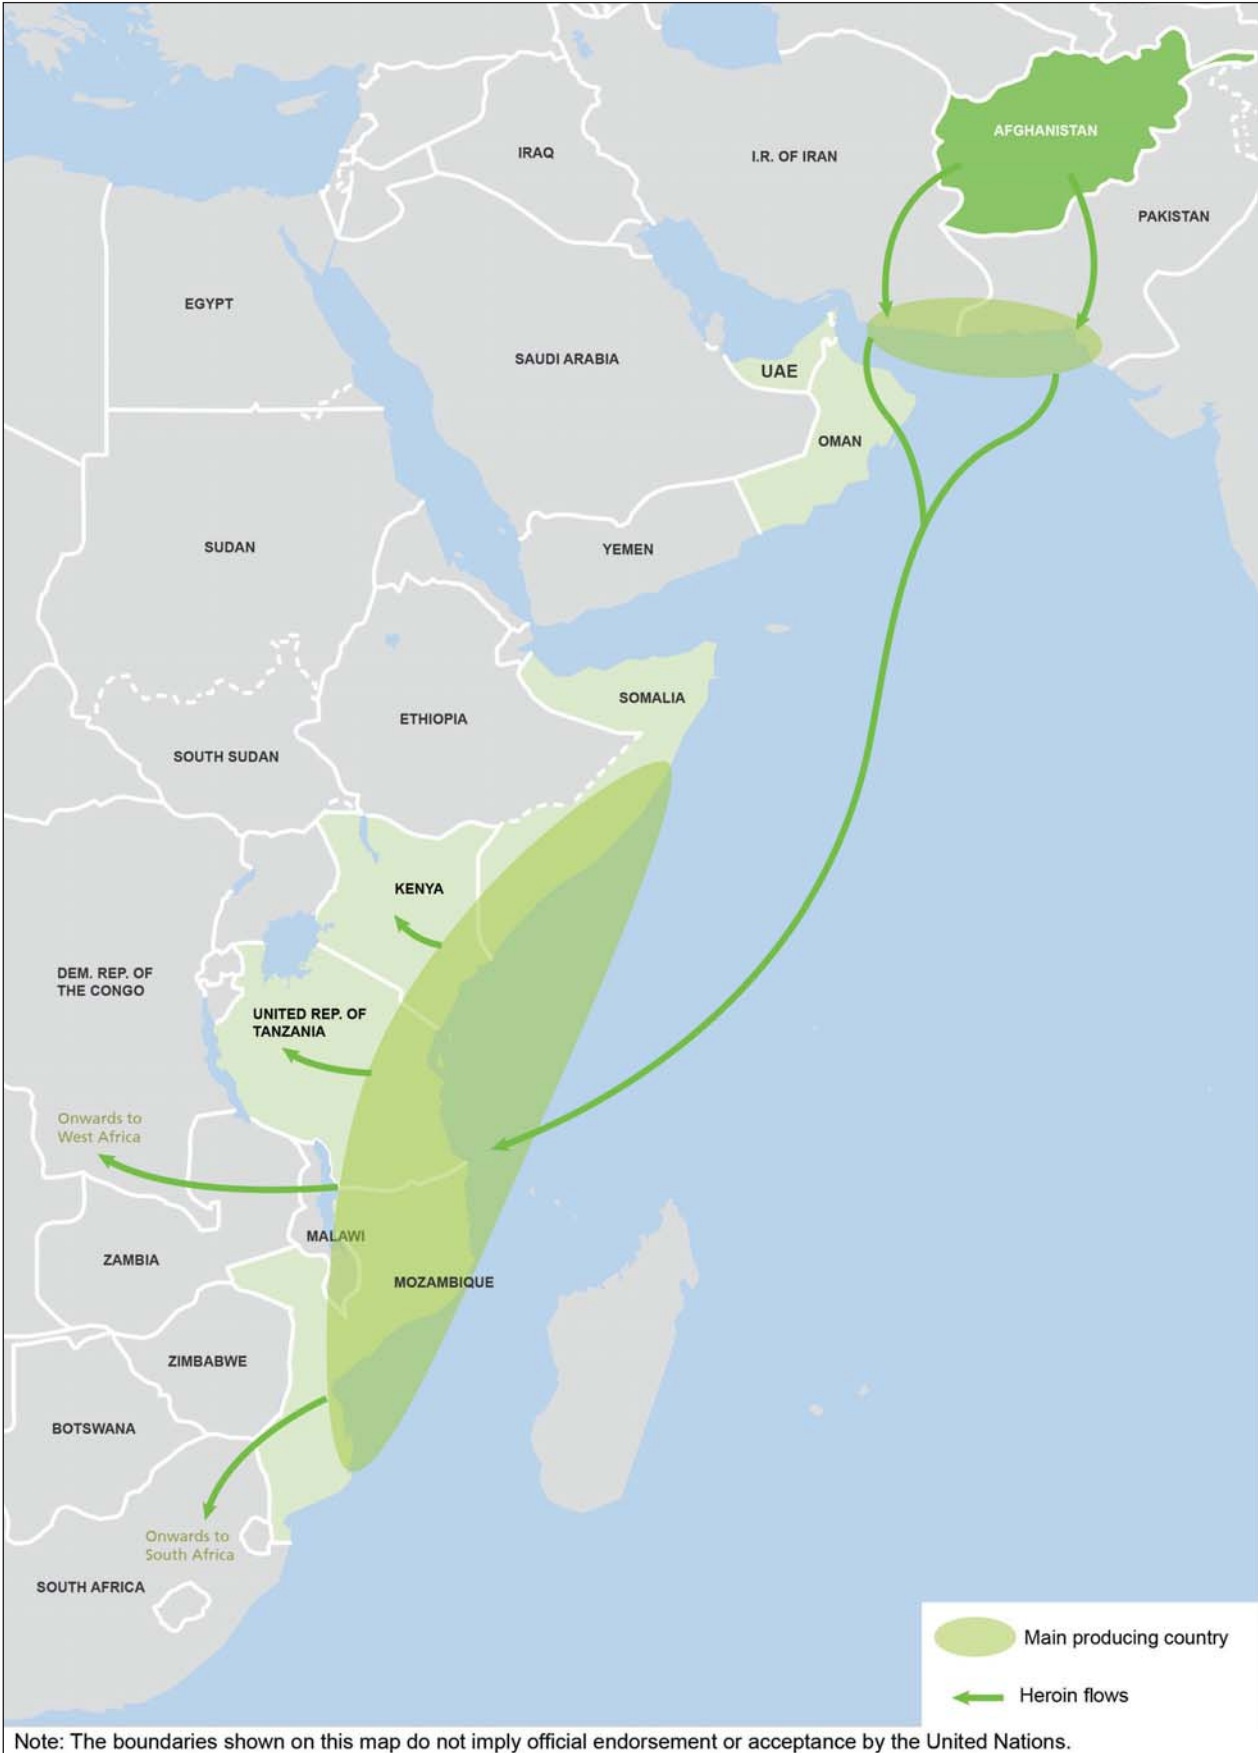 AFGHANISTAN
IRAQ
I.R. OF IRAN
PAKISTAN
EGYPT
SAUDI ARABIA
UAE
OMAN
SUDAN
YEMEN
SOMALIA
ETHIOPIA
SOUTH SUDAN
KENYA
DEM. REP. OF
THE CONGO
UNITED REP. OF
TANZANIA
Onwards to
West Africa
MALAWI
ZAMBIA
MOZAMBIQUE
ZIMBABWE
BOTSWANA
Onwards to
South Africa
SOUTH AFRICA
Main producing country
Heroin flows
Note: The boundaries shown on this map do not imply official endorsement or acceptance by the United Nations.